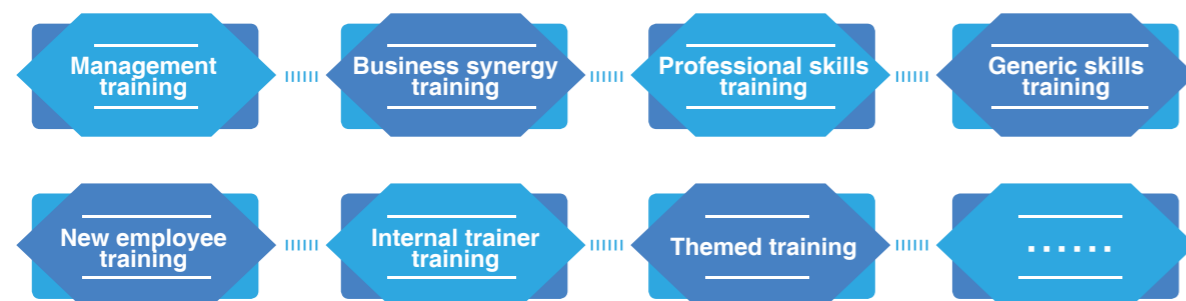 Management
training
Business synergy
training
Professional skills
training
Generic skills
training
New employee
training
Internal trainer
training
Themed training
......